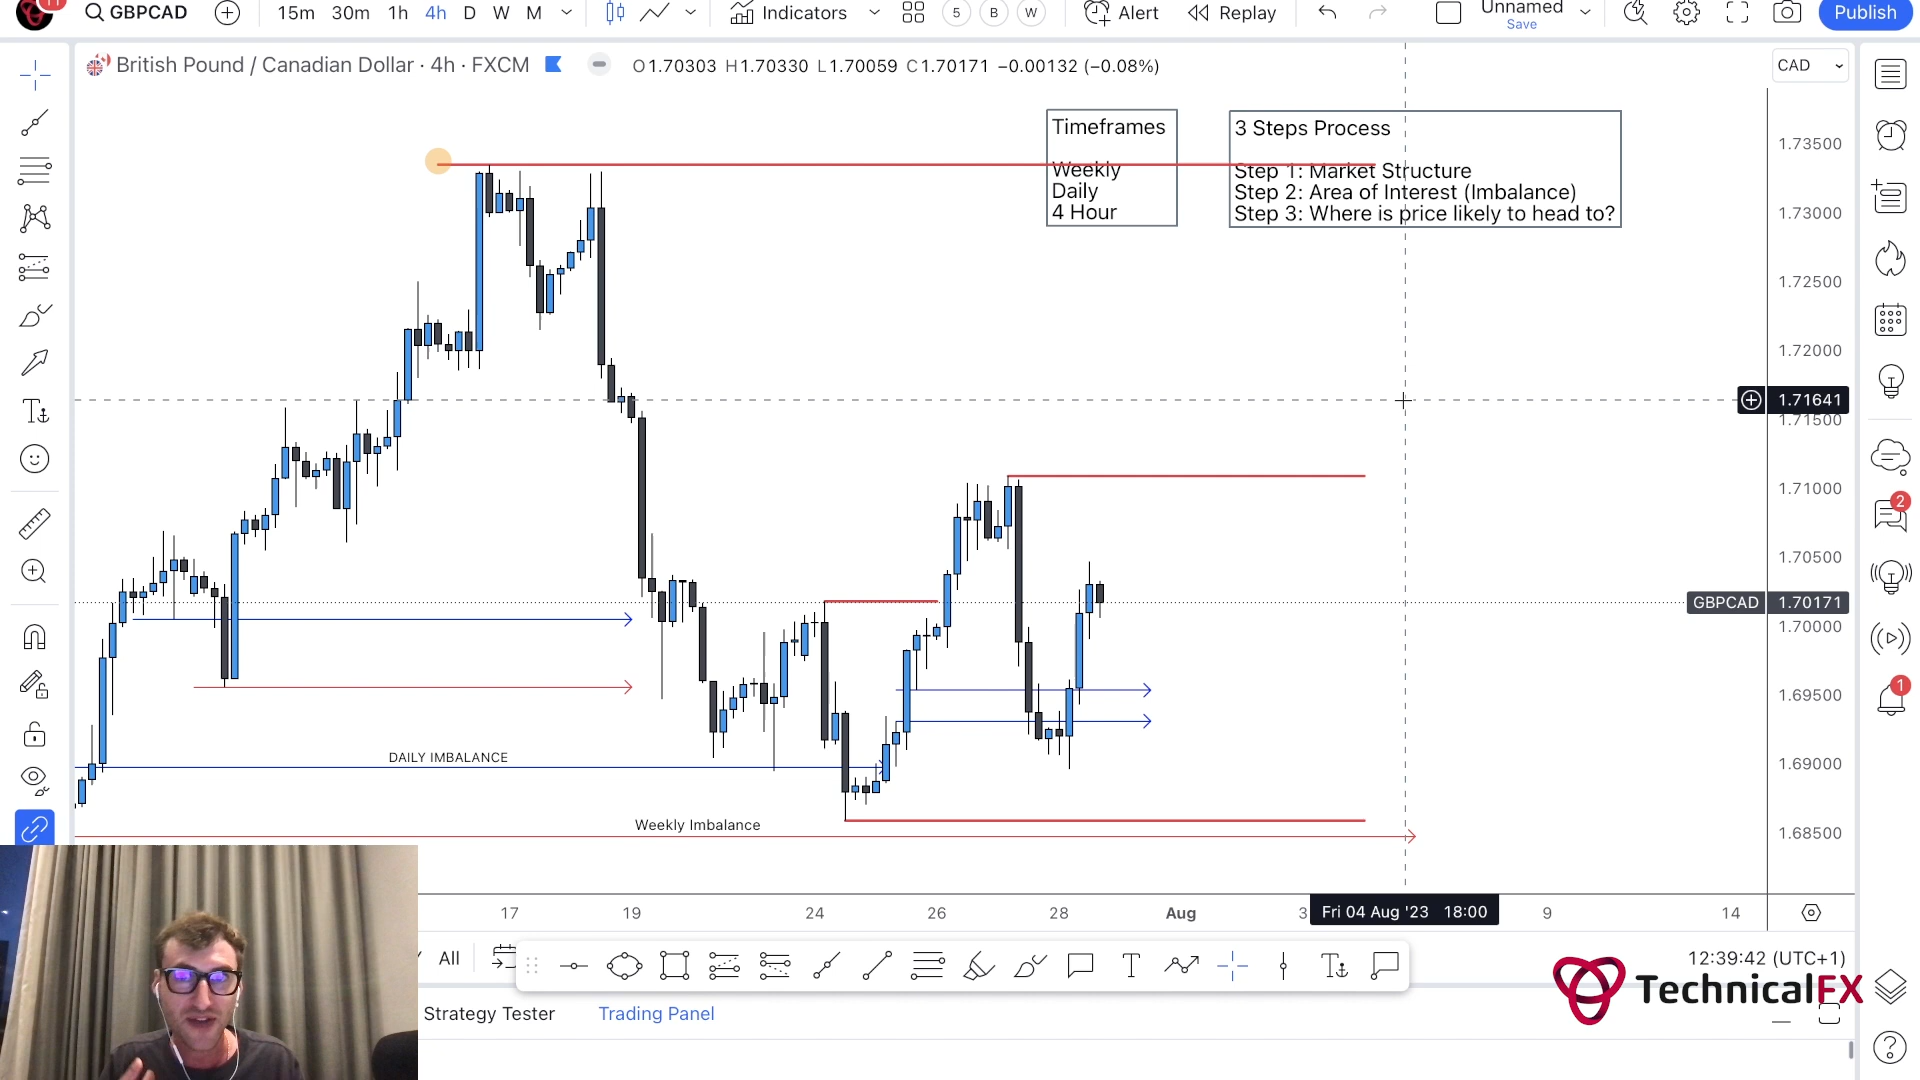 11
GBPCAD
15m 30m 1h 4h D W M
Indicators
5 B W
Alert
Replay
Unnamed
Save
Publish
British Pound / Canadian Dollar · 4h · FXCM
O1.70303 H1.70330 L1.70059 C1.70171 −0.00132 (−0.08%)
CAD
Timeframes
Weekly
Daily
4 Hour
3 Steps Process
Step 1: Market Structure
Step 2: Area of Interest (Imbalance)
Step 3: Where is price likely to head to?
1.73500
1.73000
1.72500
1.72000
1.71641
1.71500
1.71000
1.70500
GBPCAD 1.70171
1.70000
1.69500
1.69000
1.68500
2
1
DAILY IMBALANCE
Weekly Imbalance
17 19 24 26 28 Aug 3 Fri 04 Aug '23 18:00 9 14
All
12:39:42 (UTC+1)
TechnicalFX
Strategy Tester
Trading Panel